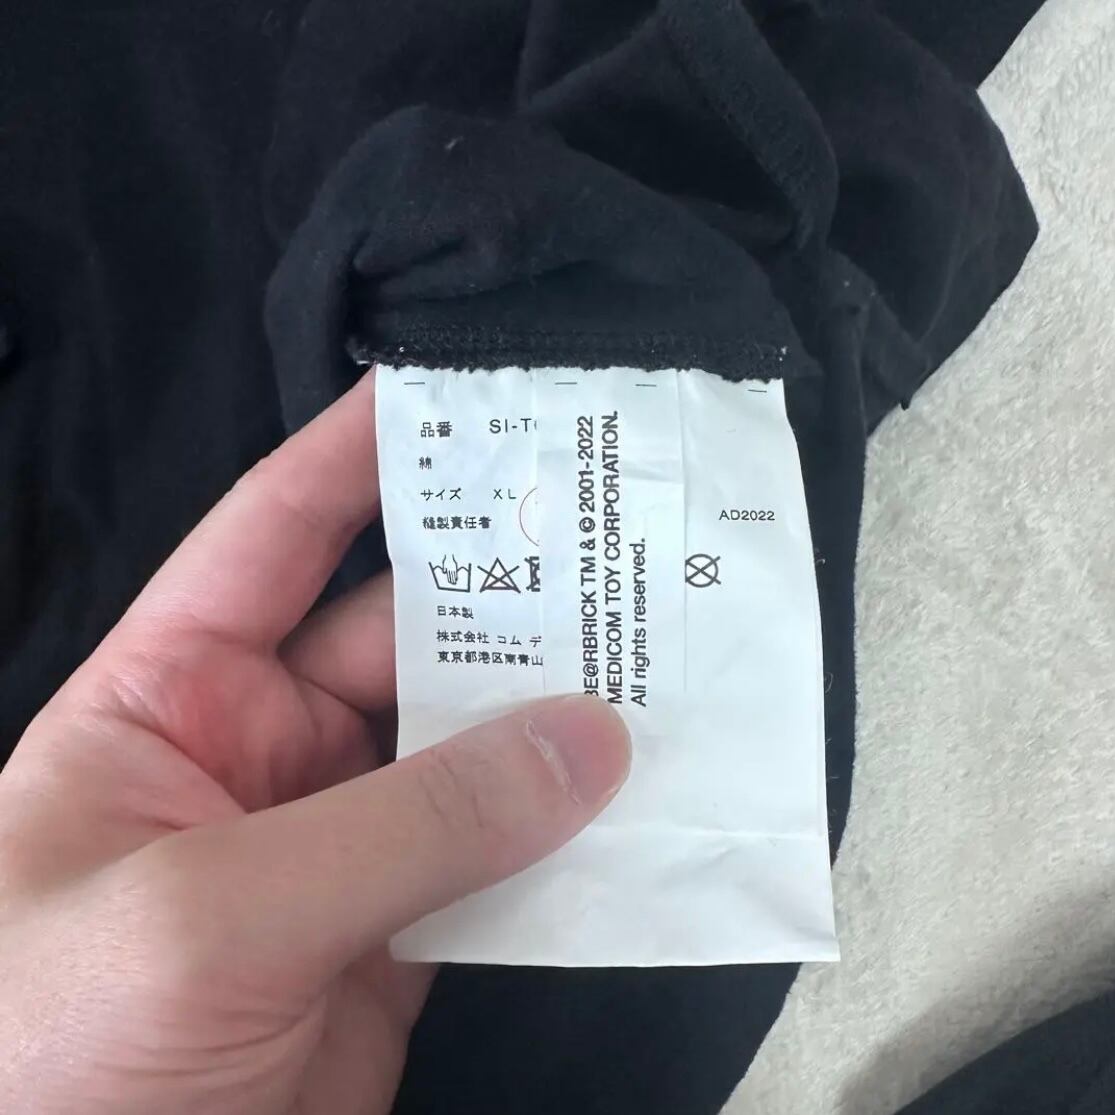 品番 SI-T
綿
サイズ XL
縫製責任者
日本製
株式会社 コム デ
東京都港区南青山
BE@RBRICK TM & © 2001-2022
MEDICOM TOY CORPORATION.
All rights reserved.
AD2022